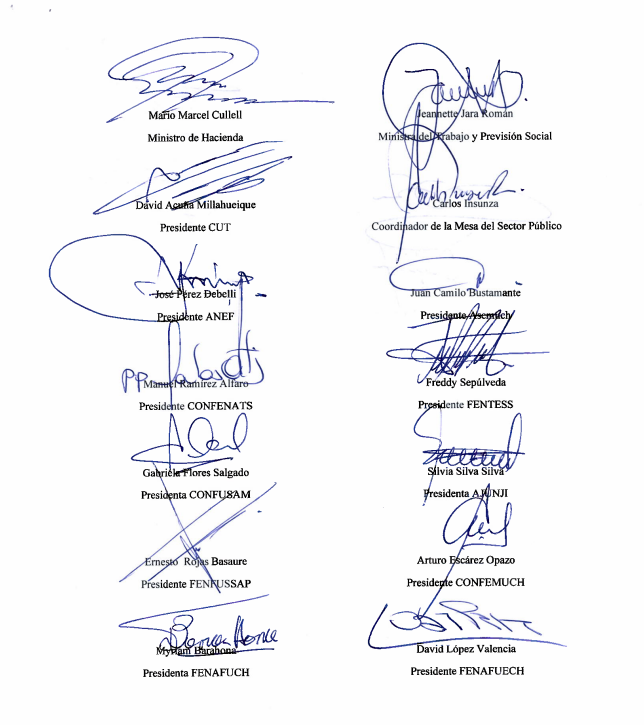 Mario Marcel Cullell
Ministro de Hacienda
Jeannette Jara Román
Ministra del Trabajo y Previsión Social
David Acuña Millahueique
Presidente CUT
Carlos Insunza
Coordinador de la Mesa del Sector Público
José Pérez Debelli
Presidente ANEF
Juan Camilo Bustamante
Presidente Asemuch
PP
Manuel Ramírez Alfaro
Presidente CONFENATS
Freddy Sepúlveda
Presidente FENTESS
Gabriela Flores Salgado
Presidenta CONFUSAM
Silvia Silva Silva
Presidenta AJUNJI
Ernesto Rojas Basaure
Presidente FENFUSSAP
Arturo Escárez Opazo
Presidente CONFEMUCH
Myriam Barahona
Presidenta FENAFUCH
David López Valencia
Presidente FENAFUECH